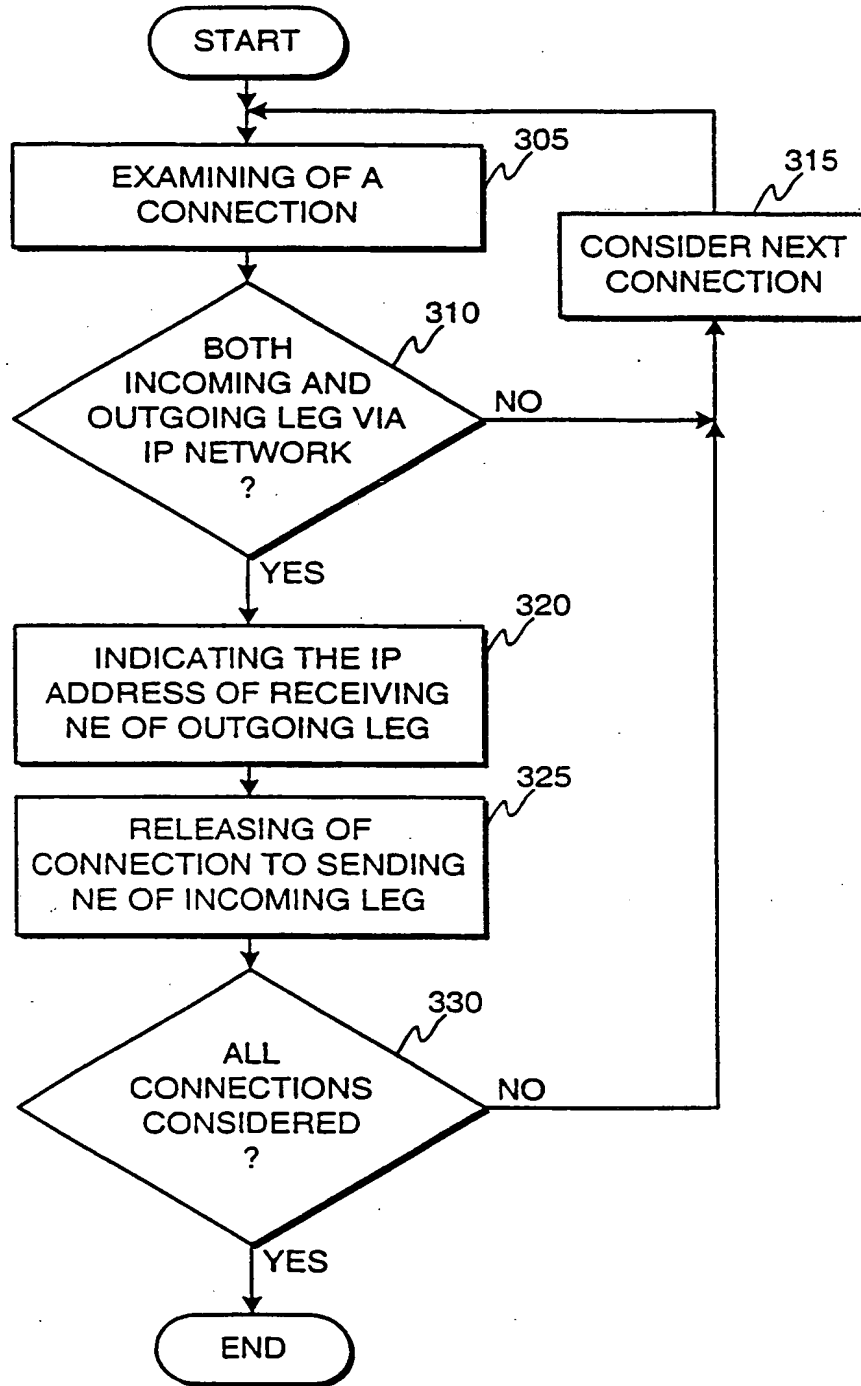 START
305
EXAMINING OF A
CONNECTION
315
CONSIDER NEXT
CONNECTION
310
BOTH
INCOMING AND
OUTGOING LEG VIA
IP NETWORK
?
NO
YES
320
INDICATING THE IP
ADDRESS OF RECEIVING
NE OF OUTGOING LEG
325
RELEASING OF
CONNECTION TO SENDING
NE OF INCOMING LEG
330
ALL
CONNECTIONS
CONSIDERED
?
NO
YES
END